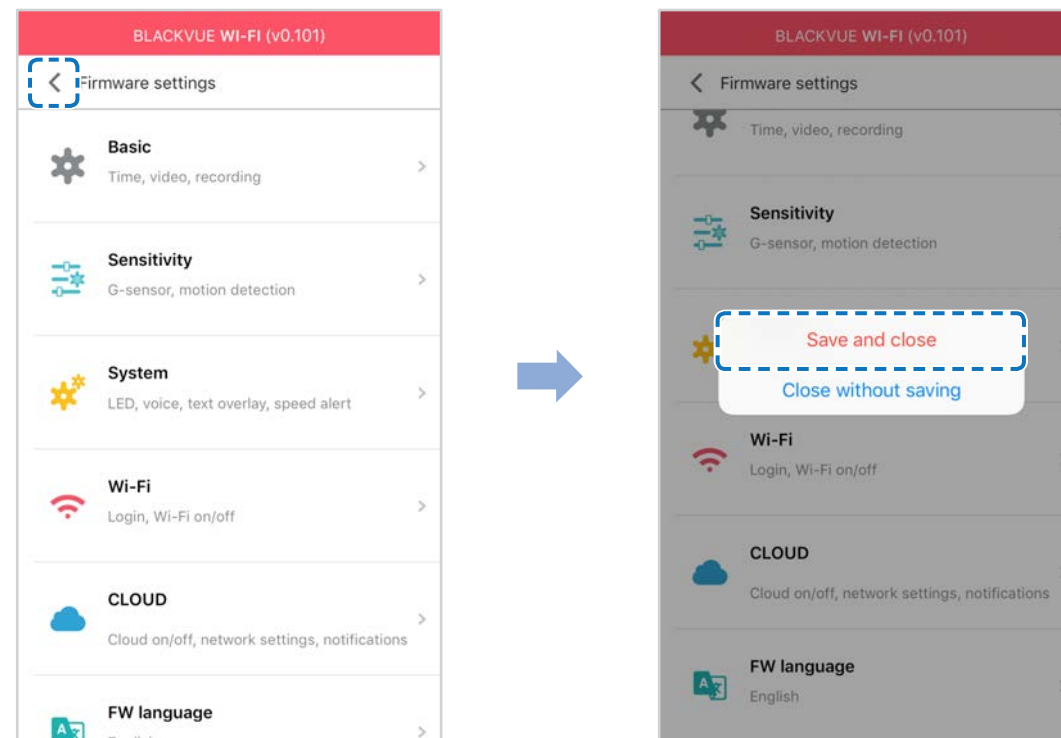 BLACKVUE WI-FI (v0.101)
Firmware settings
Basic
Time, video, recording
Sensitivity
G-sensor, motion detection
System
LED, voice, text overlay, speed alert
Wi-Fi
Login, Wi-Fi on/off
CLOUD
Cloud on/off, network settings, notifications
FW language
BLACKVUE WI-FI (v0.101)
Firmware settings
Time, video, recording
Sensitivity
G-sensor, motion detection
Save and close
Close without saving
Wi-Fi
Login, Wi-Fi on/off
CLOUD
Cloud on/off, network settings, notifications
FW language
English